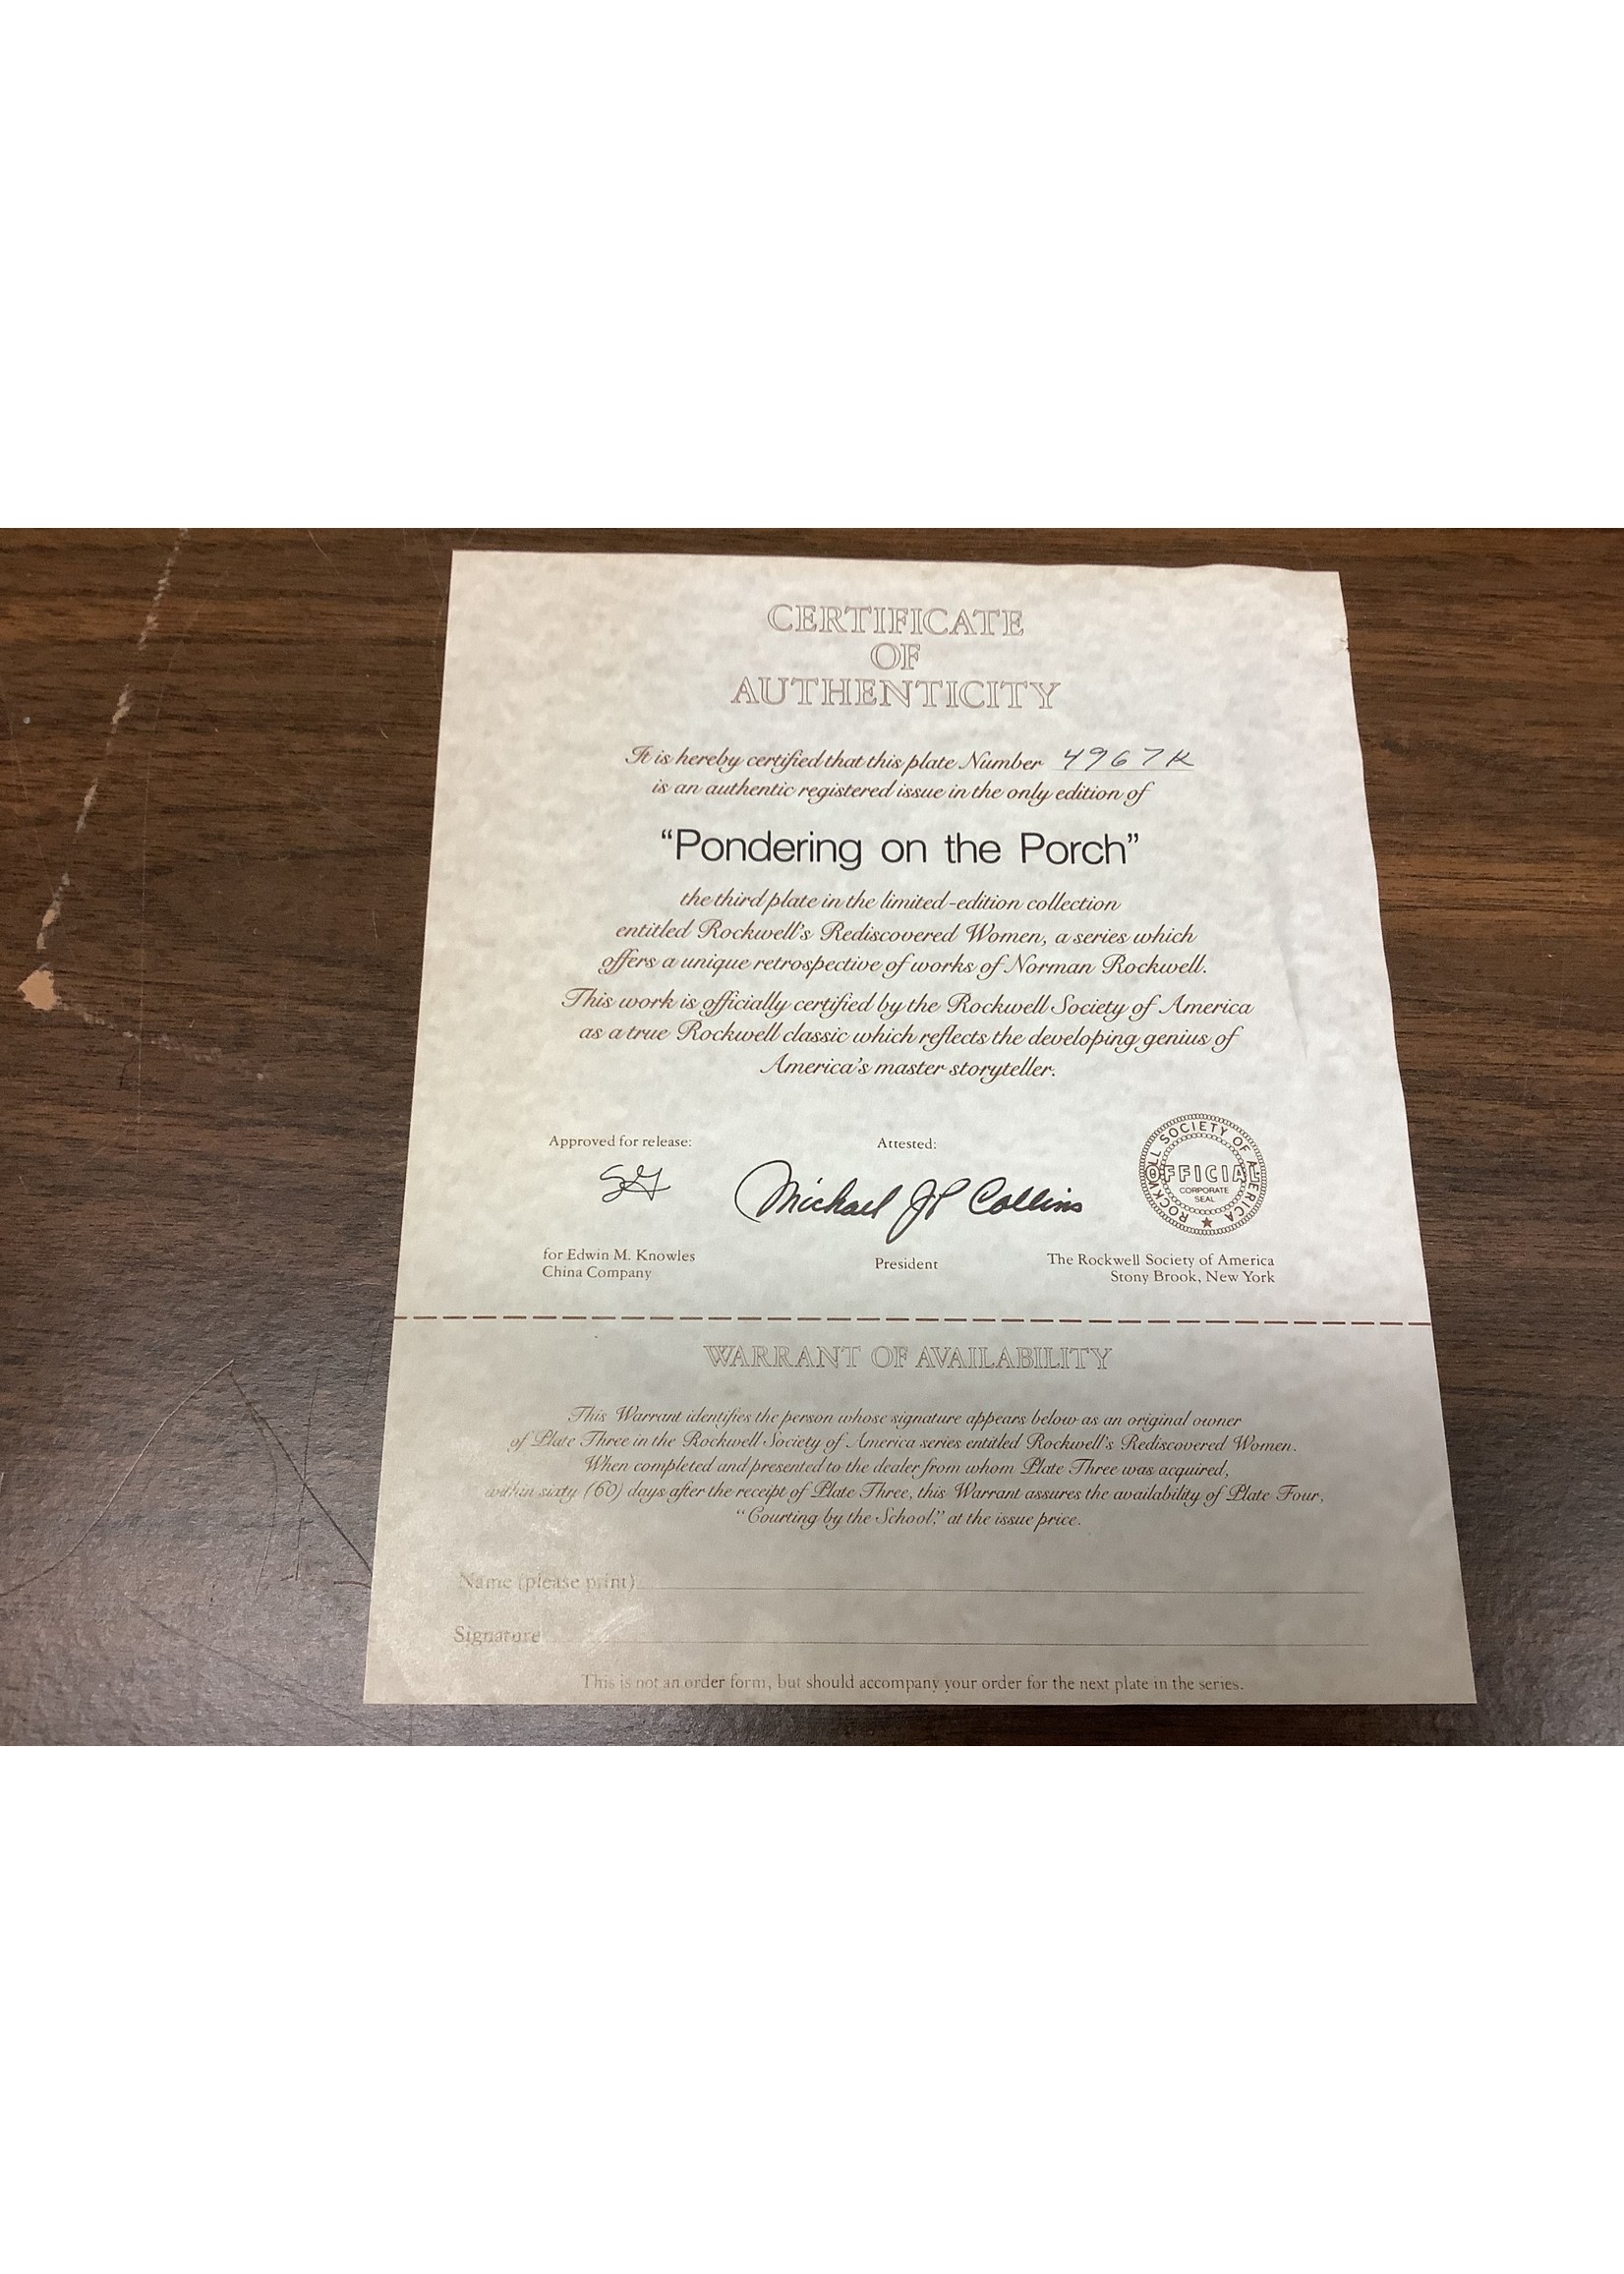 CERTIFICATE
OF
AUTHENTICITY
It is hereby certified that this plate Number 4967K
is an authentic registered issue in the only edition of
“Pondering on the Porch”
the third plate in the limited-edition collection
entitled Rockwell's Rediscovered Women, a series which
offers a unique retrospective of works of Norman Rockwell.
This work is officially certified by the Rockwell Society of America
as a true Rockwell classic which reflects the developing genius of
America's master storyteller.
Approved for release:
Attested:
Michael JP Collins
ROCKWELL SOCIETY OF AMERICA
OFFICIAL
CORPORATE
SEAL
for Edwin M. Knowles
China Company
President
The Rockwell Society of America
Stony Brook, New York
WARRANT OF AVAILABILITY
This Warrant identifies the person whose signature appears below as an original owner
of Plate Three in the Rockwell Society of America series entitled Rockwell's Rediscovered Women.
When completed and presented to the dealer from whom Plate Three was acquired,
within sixty (60) days after the receipt of Plate Three, this Warrant assures the availability of Plate Four,
“Courting by the School,” at the issue price.
Name (please print)
Signature
This is not an order form, but should accompany your order for the next plate in the series.